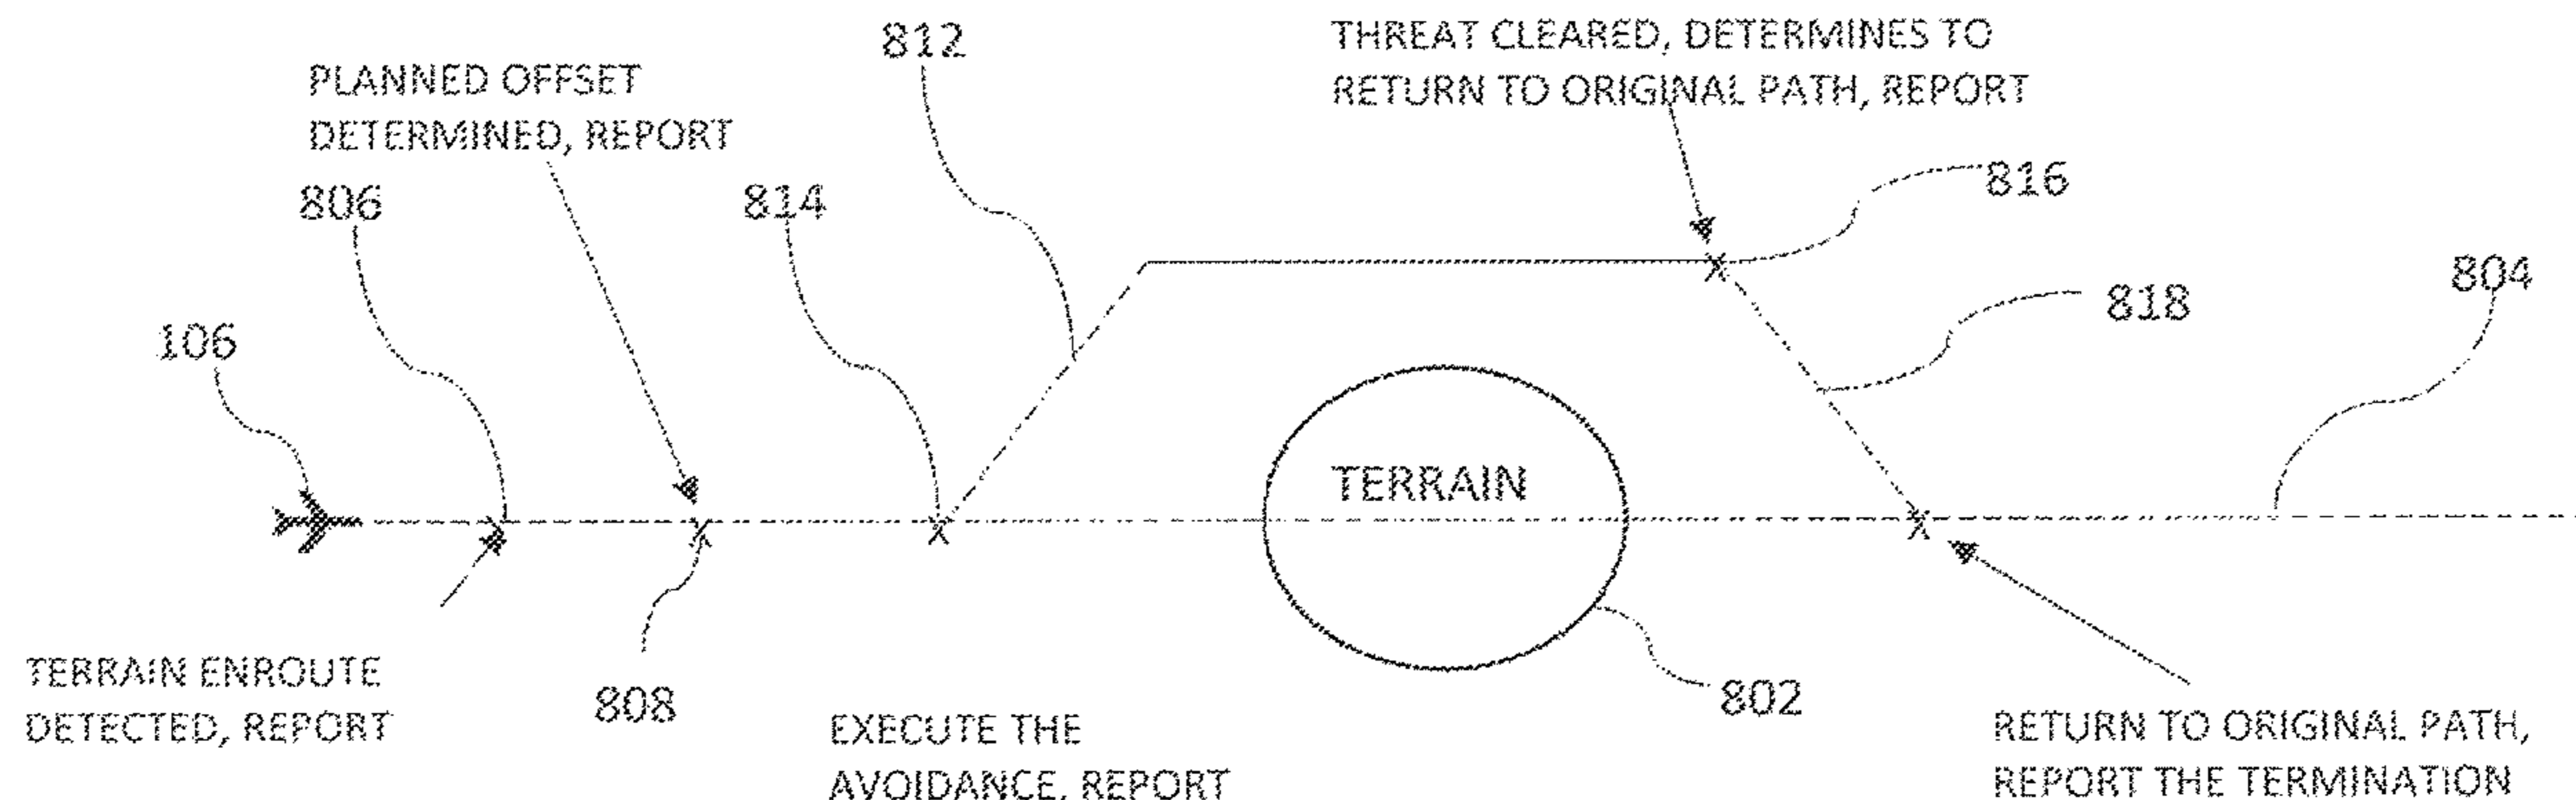 812
THREAT CLEARED, DETERMINES TO
RETURN TO ORIGINAL PATH, REPORT
PLANNED OFFSET
DETERMINED, REPORT
806
814
816
804
818
106
TERRAIN
TERRAIN ENROUTE
DETECTED, REPORT
808
802
EXECUTE THE
AVOIDANCE, REPORT
RETURN TO ORIGINAL PATH,
REPORT THE TERMINATION